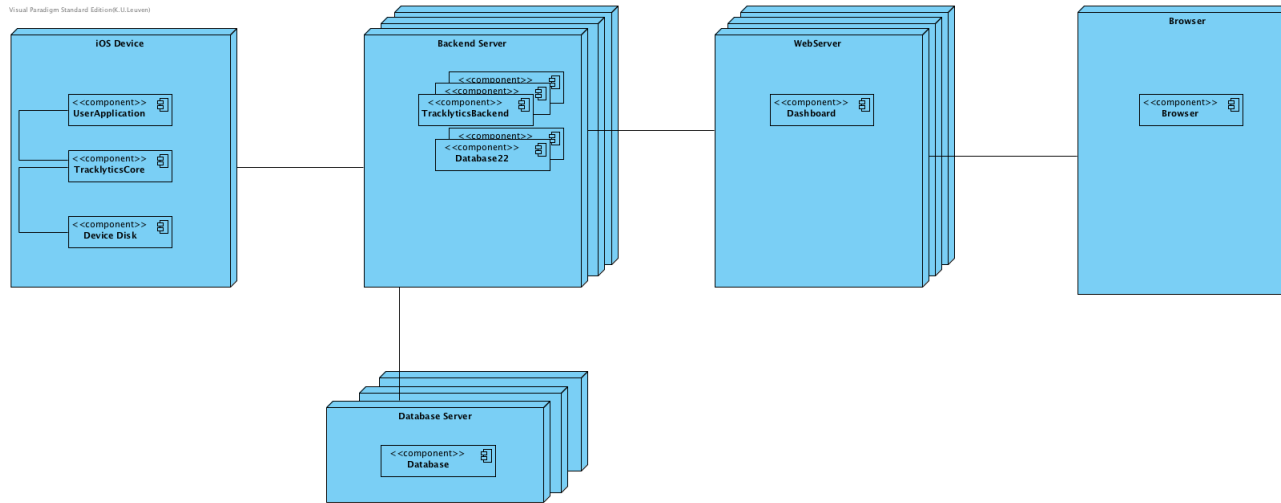 Visual Paradigm Standard Edition(K.U.Leuven)
iOS Device
<<component>>
UserApplication
<<component>>
TracklyticsCore
<<component>>
Device Disk
Backend Server
<<component>>
<<component>>
<<component>>
TracklyticsBackend
<<component>>
<<component>>
Database22
WebServer
<<component>>
Dashboard
Browser
<<component>>
Browser
Database Server
<<component>>
Database